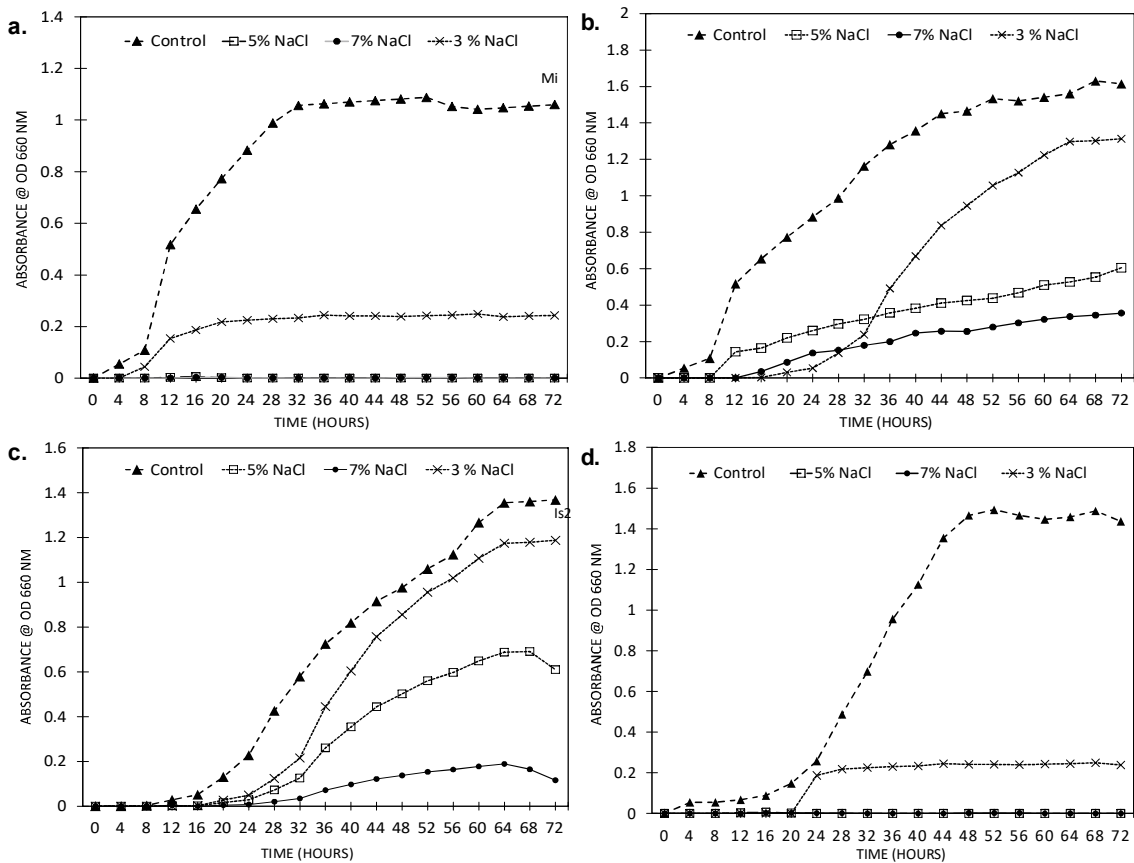 a.
Control 5% NaCl 7% NaCl 3 % NaCl
Mi
1.4
1.2
1
0.8
0.6
0.4
0.2
0
ABSORBANCE @ OD 660 NM
0 4 8 12 16 20 24 28 32 36 40 44 48 52 56 60 64 68 72
TIME (HOURS)
b.
Control 5% NaCl 7% NaCl 3 % NaCl
2
1.8
1.6
1.4
1.2
1
0.8
0.6
0.4
0.2
0
ABSORBANCE @ OD 660 NM
0 4 8 12 16 20 24 28 32 36 40 44 48 52 56 60 64 68 72
TIME (HOURS)
c.
Control 5% NaCl 7% NaCl 3 % NaCl
Is2
1.6
1.4
1.2
1
0.8
0.6
0.4
0.2
0
ABSORBANCE @ OD 660 NM
0 4 8 12 16 20 24 28 32 36 40 44 48 52 56 60 64 68 72
TIME (HOURS)
d.
Control 5% NaCl 7% NaCl 3 % NaCl
1.8
1.6
1.4
1.2
1
0.8
0.6
0.4
0.2
0
ABSORBANCE @ OD 660 NM
0 4 8 12 16 20 24 28 32 36 40 44 48 52 56 60 64 68 72
TIME (HOURS)